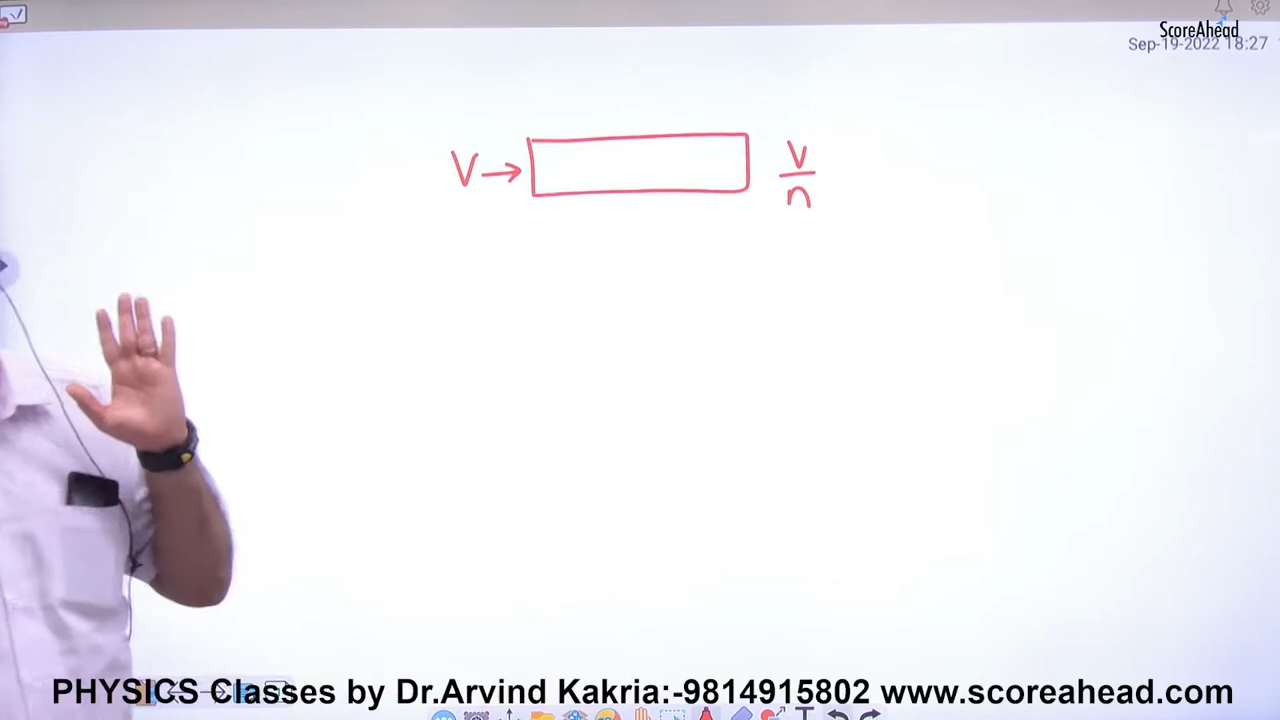 ScoreAhead
Sep-19-2022 18:27
V → v/n
PHYSICS Classes by Dr.Arvind Kakria:-9814915802 www.scoreahead.com